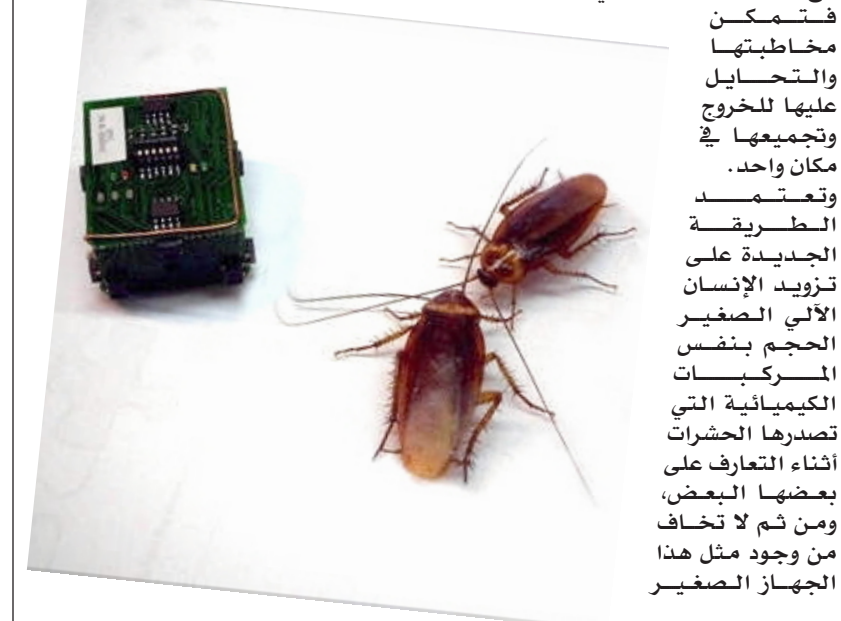 فتمكن
مخاطبتها
والتحايل
عليها للخروج
وتجميعها في
مكان واحد.
وتعتمد
الطريقة
الجديدة على
تزويد الإنسان
الآلي الصغير
الحجم بنفس
المركبات
الكيميائية التي
تصدرها الحشرات
أثناء التعارف على
بعضها البعض،
ومن ثم لا تخاف
من وجود مثل هذا
الجهاز الصغير